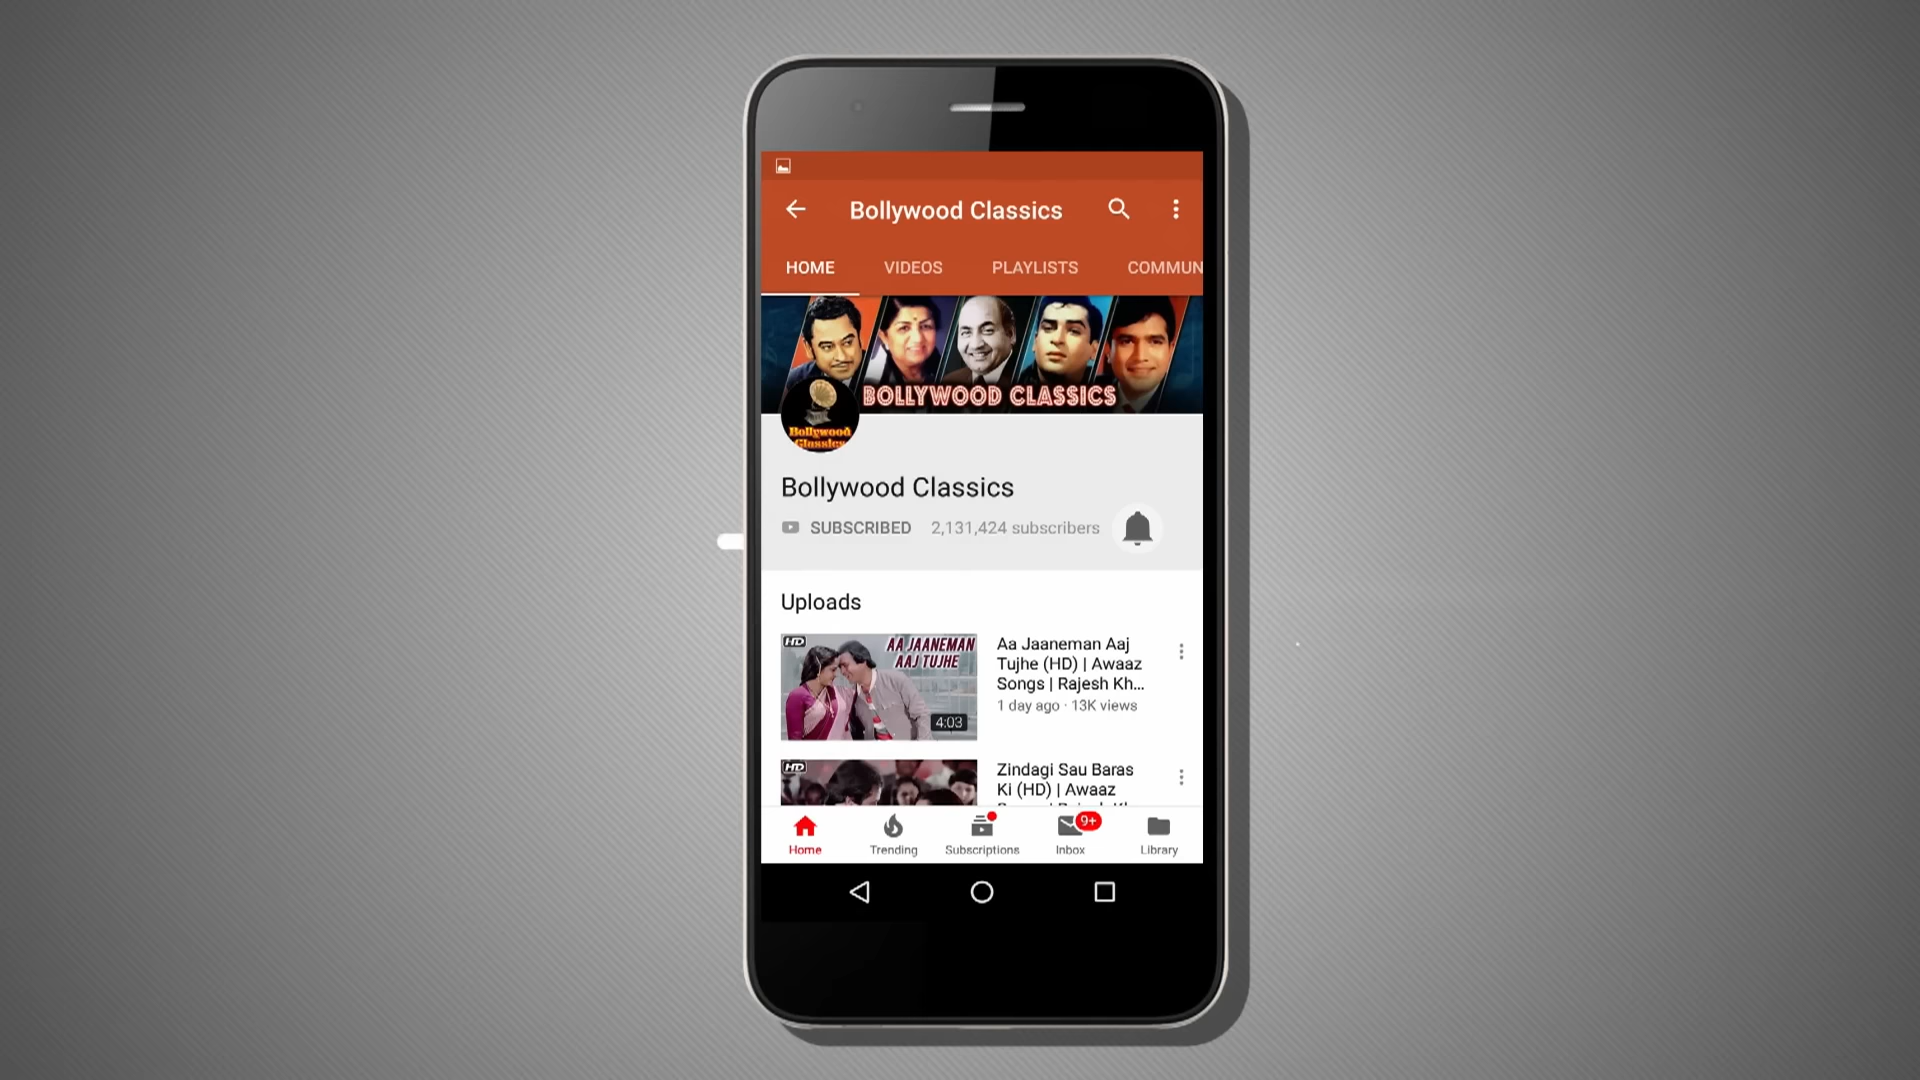 Bollywood Classics
HOME VIDEOS PLAYLISTS COMMUN
BOLLYWOOD CLASSICS
Bollywood
Classics
Bollywood Classics
SUBSCRIBED 2,131,424 subscribers
Uploads
HD
AA JAANEMAN
AAJ TUJHE
4:03
Aa Jaaneman Aaj
Tujhe (HD) | Awaaz
Songs | Rajesh Kh...
1 day ago · 13K views
HD
Zindagi Sau Baras
Ki (HD) | Awaaz
9+
Home Trending Subscriptions Inbox Library